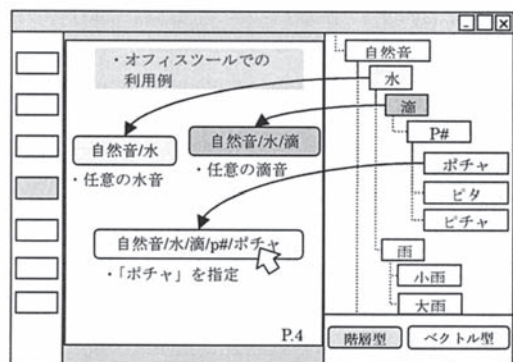 ・オフィスツールでの
利用例
自然音/水
・任意の水音
自然音/水/滴
・任意の滴音
自然音/水/滴/p#/ポチャ
・「ポチャ」を指定
P.4
自然音
水
滴
P#
ポチャ
ピタ
ピチャ
雨
小雨
大雨
階層型
ベクトル型